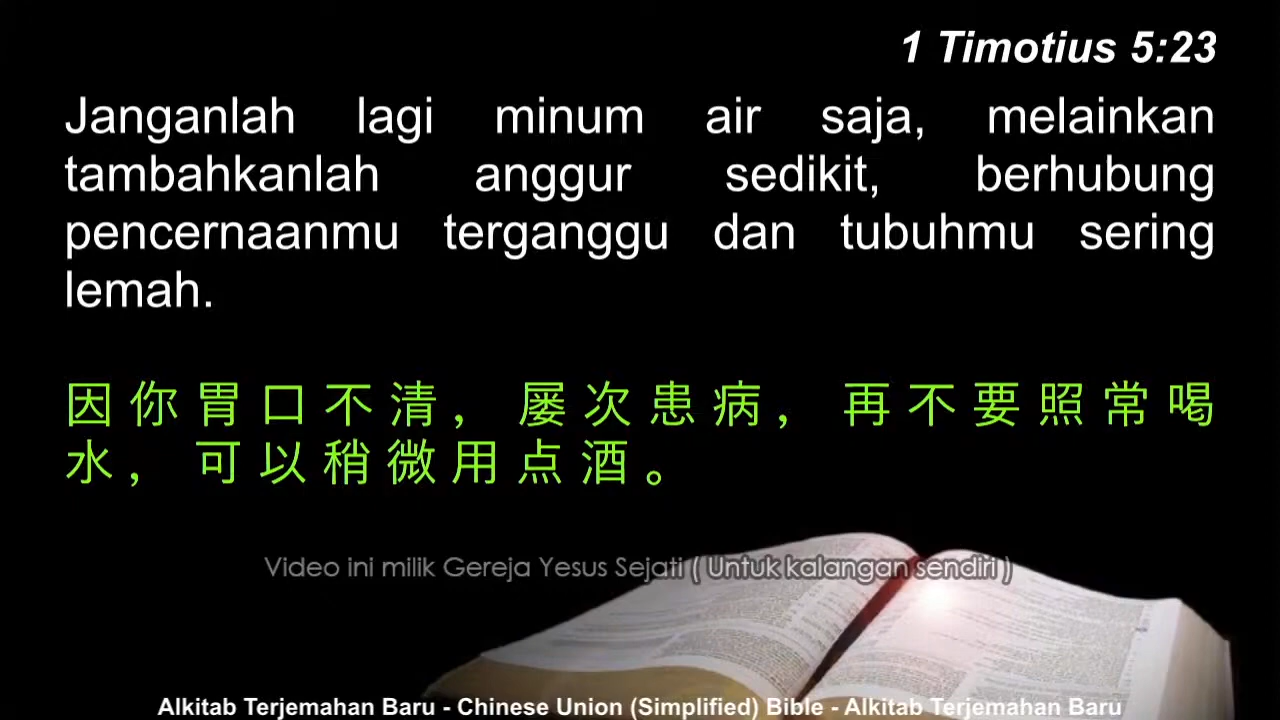 1 Timotius 5:23
Janganlah lagi minum air saja, melainkan
tambahkanlah anggur sedikit, berhubung
pencernaanmu terganggu dan tubuhmu sering
lemah.
因你胃口不清，屡次患病，再不要照常喝
水，可以稍微用点酒。
Video ini milik Gereja Yesus Sejati ( Untuk kalangan sendiri )
Alkitab Terjemahan Baru - Chinese Union (Simplified) Bible - Alkitab Terjemahan Baru